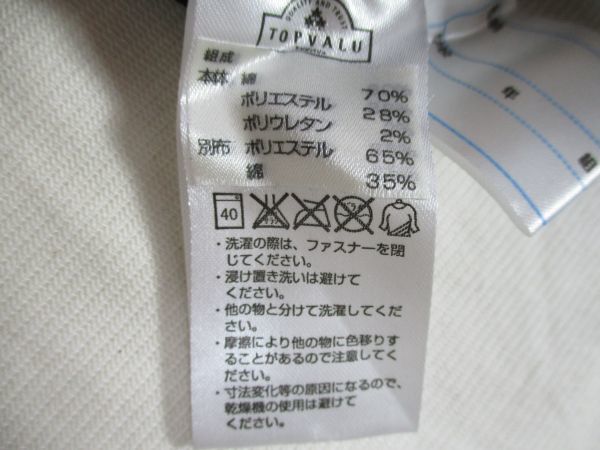 QUALITY AND TRUST
TOPVALU
組成
本体 綿 70%
ポリエステル 28%
ポリウレタン 2%
別布 ポリエステル 65%
綿 35%
40
・洗濯の際は、ファスナーを閉
じてください。
・浸け置き洗いは避けて
ください。
・他の物と分けて洗濯してくだ
さい。
・摩擦により他の物に色移りす
ることがあるので注意してく
ださい。
・寸法変化等の原因になるので、
乾燥機の使用は避けて
ください。
年
組